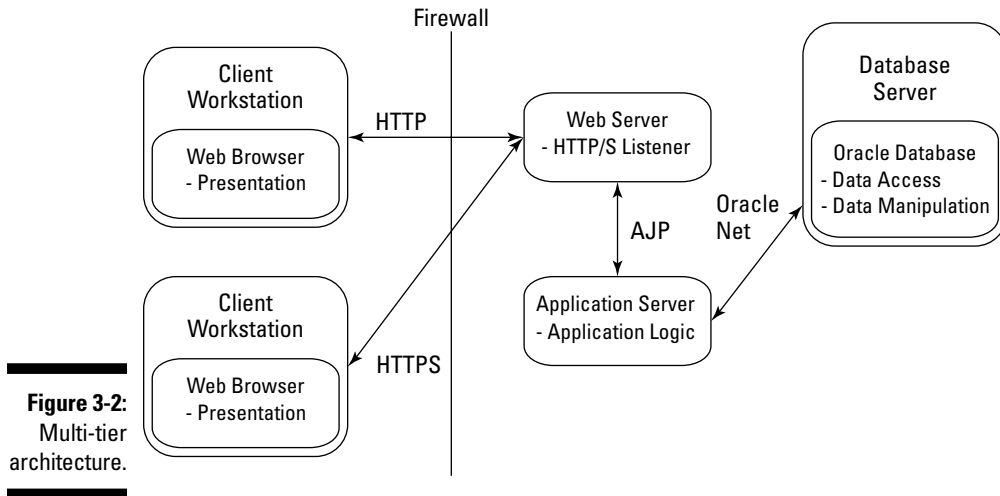 Firewall
Client
Workstation
Web Browser
- Presentation
HTTP
Web Server
- HTTP/S Listener
Database
Server
Oracle Database
- Data Access
- Data Manipulation
Oracle
Net
AJP
Application Server
- Application Logic
Client
Workstation
Web Browser
- Presentation
HTTPS
Figure 3-2:
Multi-tier
architecture.